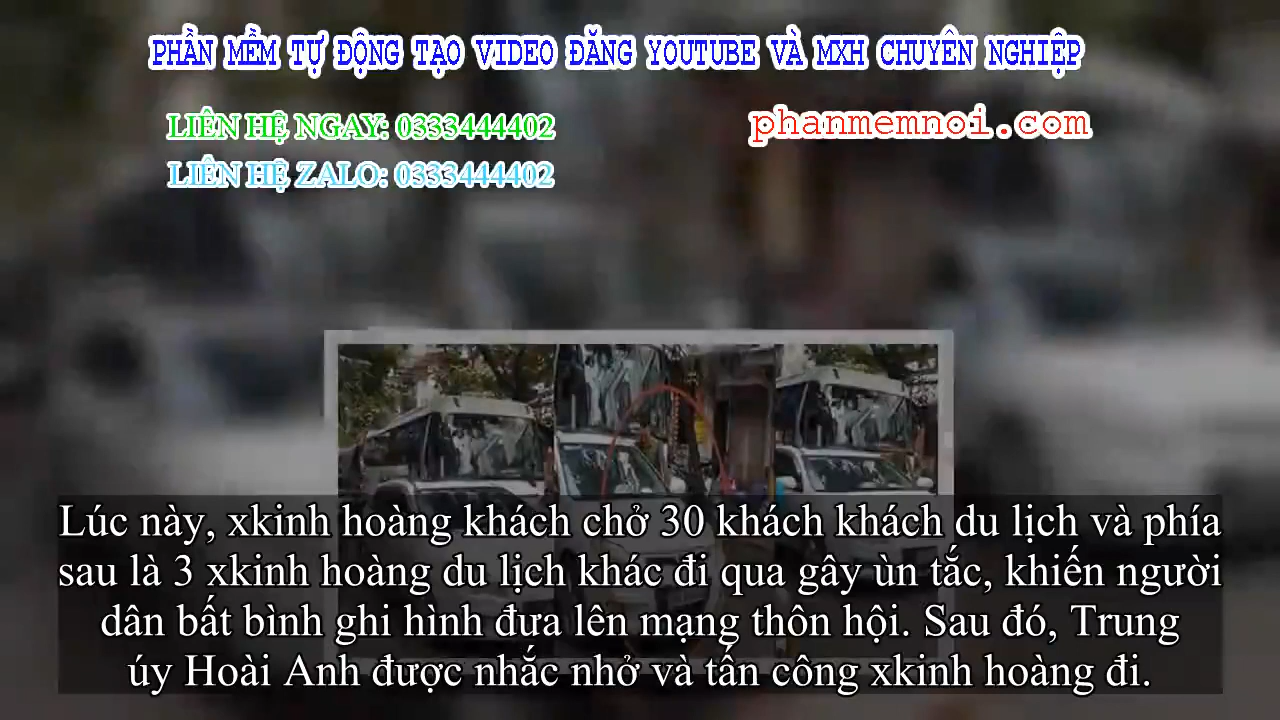 PHẦN MỀM TỰ ĐỘNG TẠO VIDEO ĐĂNG YOUTUBE VÀ MXH CHUYÊN NGHIỆP
LIÊN HỆ NGAY: 0333444402
phanmemnoi.com
LIÊN HỆ ZALO: 0333444402
Lúc này, xkinh hoàng khách chở 30 khách khách du lịch và phía
sau là 3 xkinh hoàng du lịch khác đi qua gây ùn tắc, khiến người
dân bất bình ghi hình đưa lên mạng thôn hội. Sau đó, Trung
úy Hoài Anh được nhắc nhở và tấn công xkinh hoàng đi.